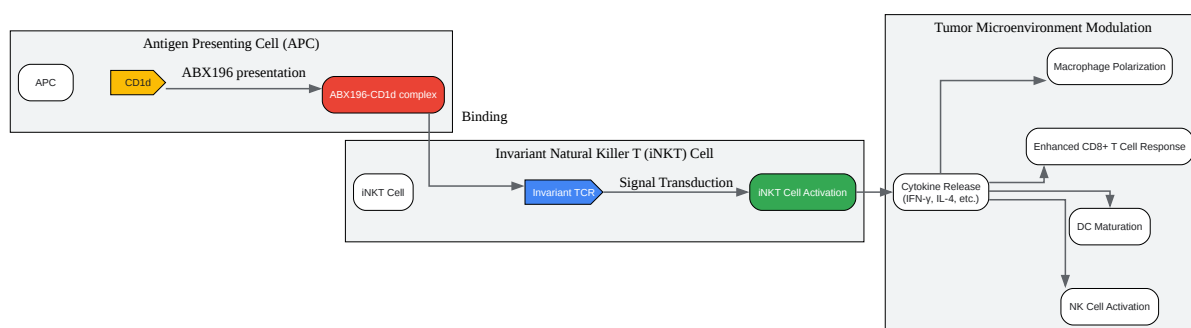 Antigen Presenting Cell (APC)
APC
CD1d
ABX196 presentation
ABX196-CD1d complex
Binding
Invariant Natural Killer T (iNKT) Cell
iNKT Cell
Invariant TCR
Signal Transduction
iNKT Cell Activation
Tumor Microenvironment Modulation
Macrophage Polarization
Enhanced CD8+ T Cell Response
Cytokine Release
(IFN-γ, IL-4, etc.)
DC Maturation
NK Cell Activation